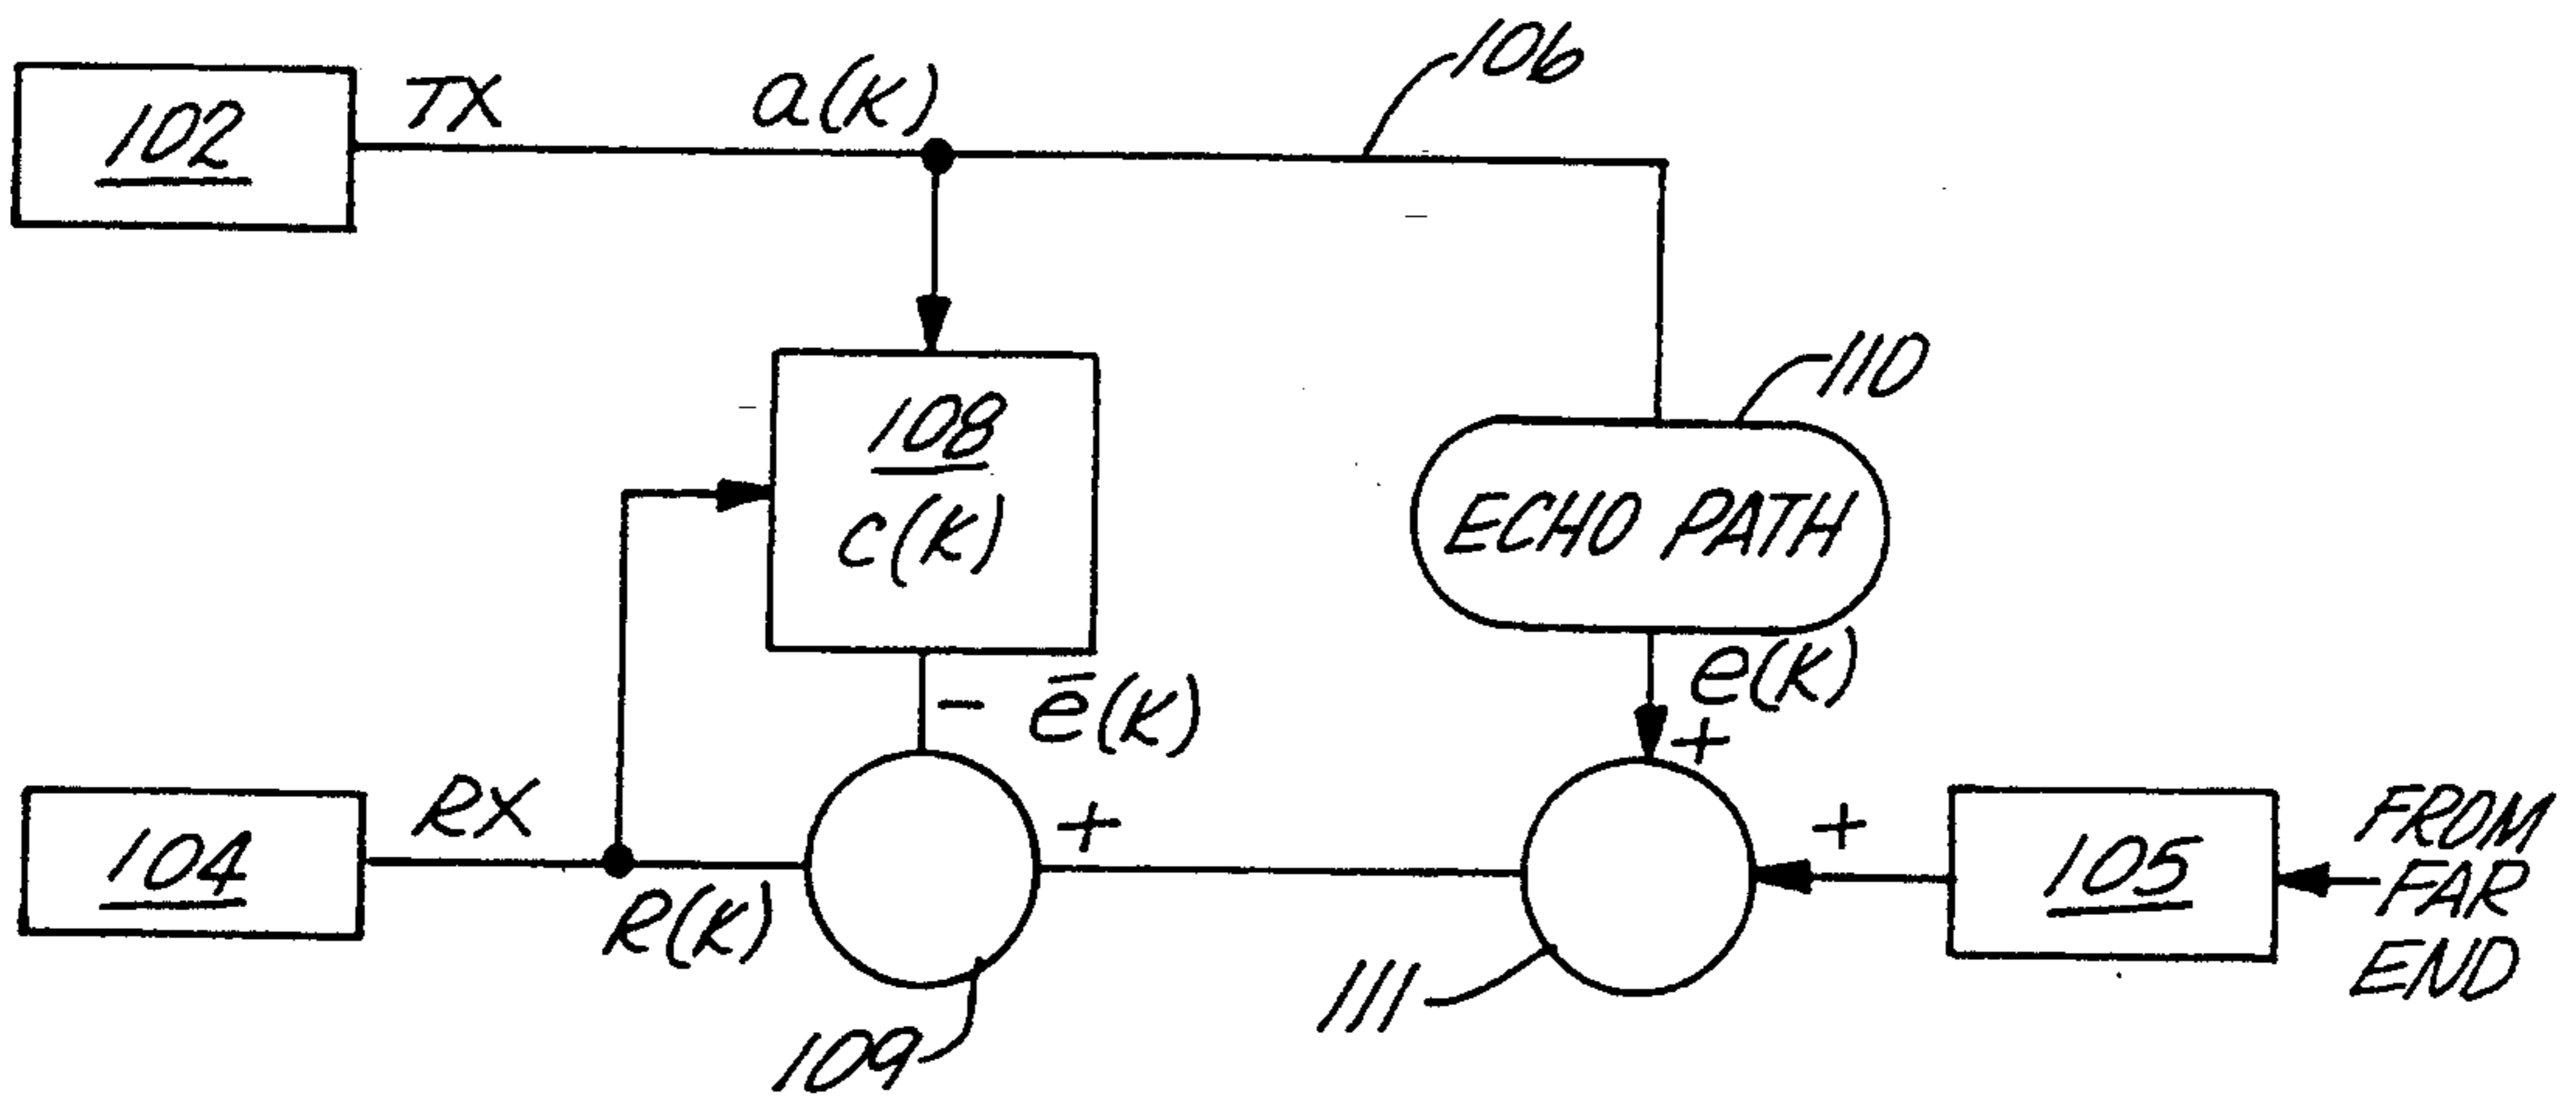 106
102
TX
a(K)
110
108
C(K)
ECHO PATH
- ē(K)
e(K)
+
104
RX
R(K)
+
+
105
FROM
FAR
END
109
111